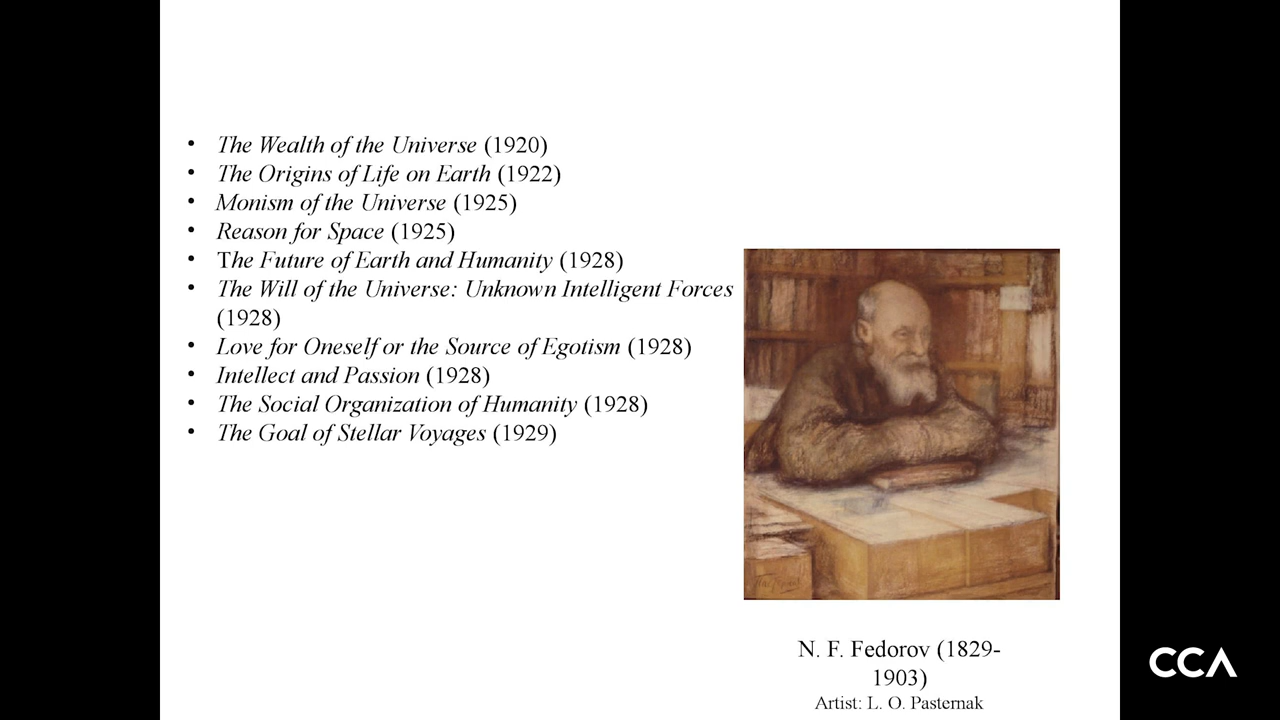 • The Wealth of the Universe (1920)
• The Origins of Life on Earth (1922)
• Monism of the Universe (1925)
• Reason for Space (1925)
• The Future of Earth and Humanity (1928)
• The Will of the Universe: Unknown Intelligent Forces
(1928)
• Love for Oneself or the Source of Egotism (1928)
• Intellect and Passion (1928)
• The Social Organization of Humanity (1928)
• The Goal of Stellar Voyages (1929)
N. F. Fedorov (1829-
1903)
Artist: L. O. Pasternak
CCA